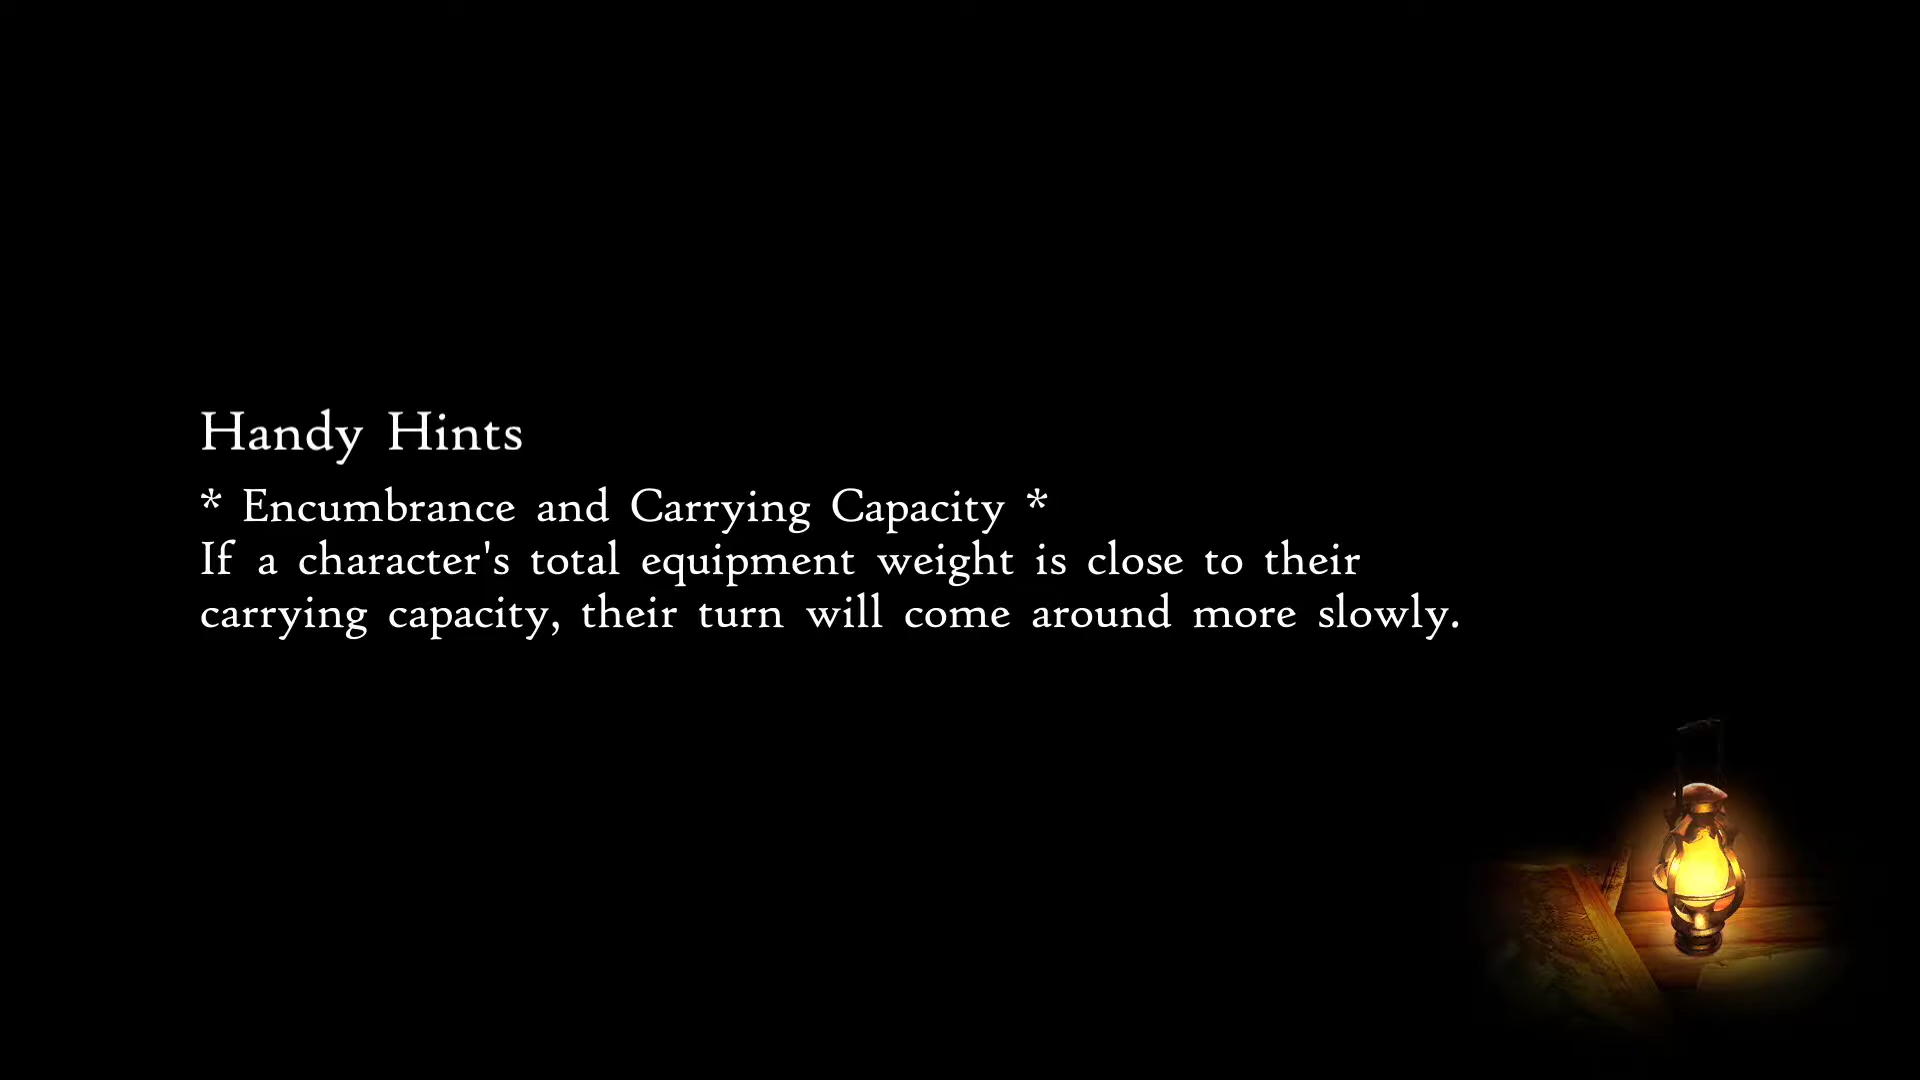 Handy Hints
* Encumbrance and Carrying Capacity *
If a character's total equipment weight is close to their
carrying capacity, their turn will come around more slowly.